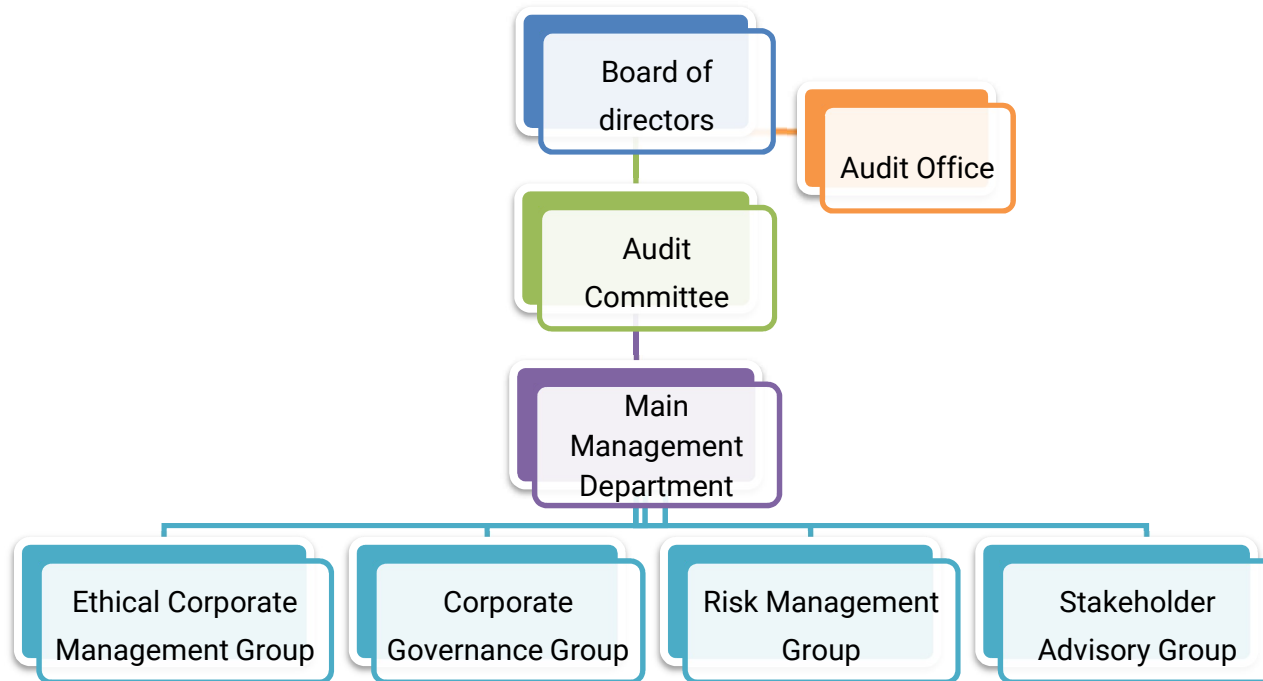 Board of
directors
Audit Office
Audit
Committee
Main
Management
Department
Ethical Corporate
Management Group
Corporate
Governance Group
Risk Management
Group
Stakeholder
Advisory Group